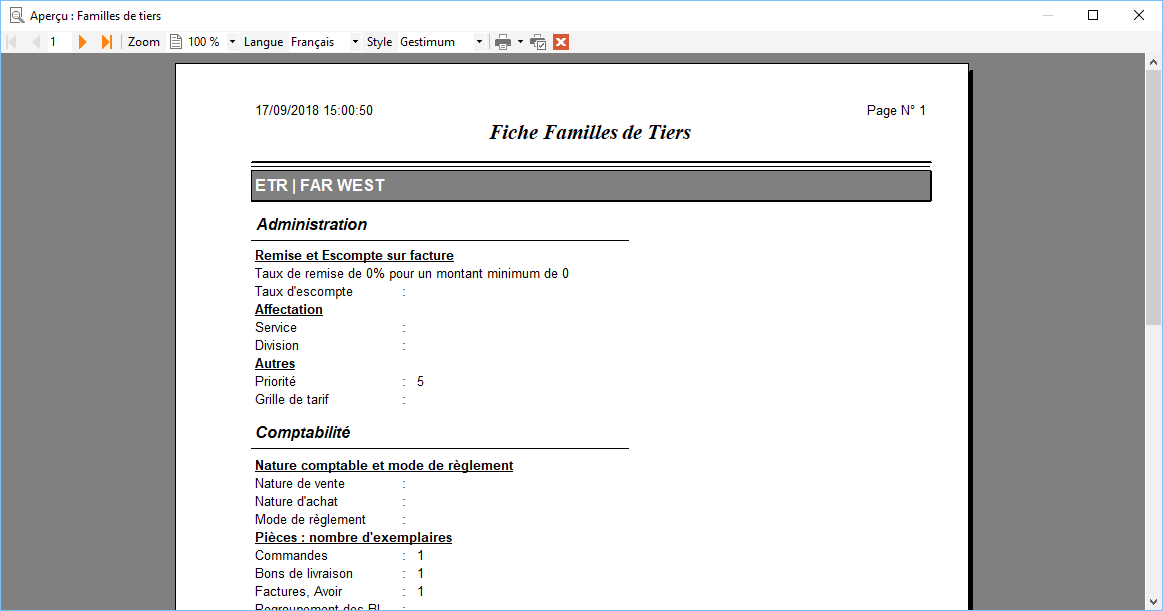 Aperçu : Familles de tiers
1 Zoom 100 % Langue Français Style Gestimum
17/09/2018 15:00:50 Page N° 1
Fiche Familles de Tiers
ETR | FAR WEST
Administration
Remise et Escompte sur facture
Taux de remise de 0% pour un montant minimum de 0
Taux d'escompte :
Affectation
Service :
Division :
Autres
Priorité : 5
Grille de tarif :
Comptabilité
Nature comptable et mode de règlement
Nature de vente :
Nature d'achat :
Mode de règlement :
Pièces : nombre d'exemplaires
Commandes : 1
Bons de livraison : 1
Factures, Avoir : 1
Regroupement des BL :